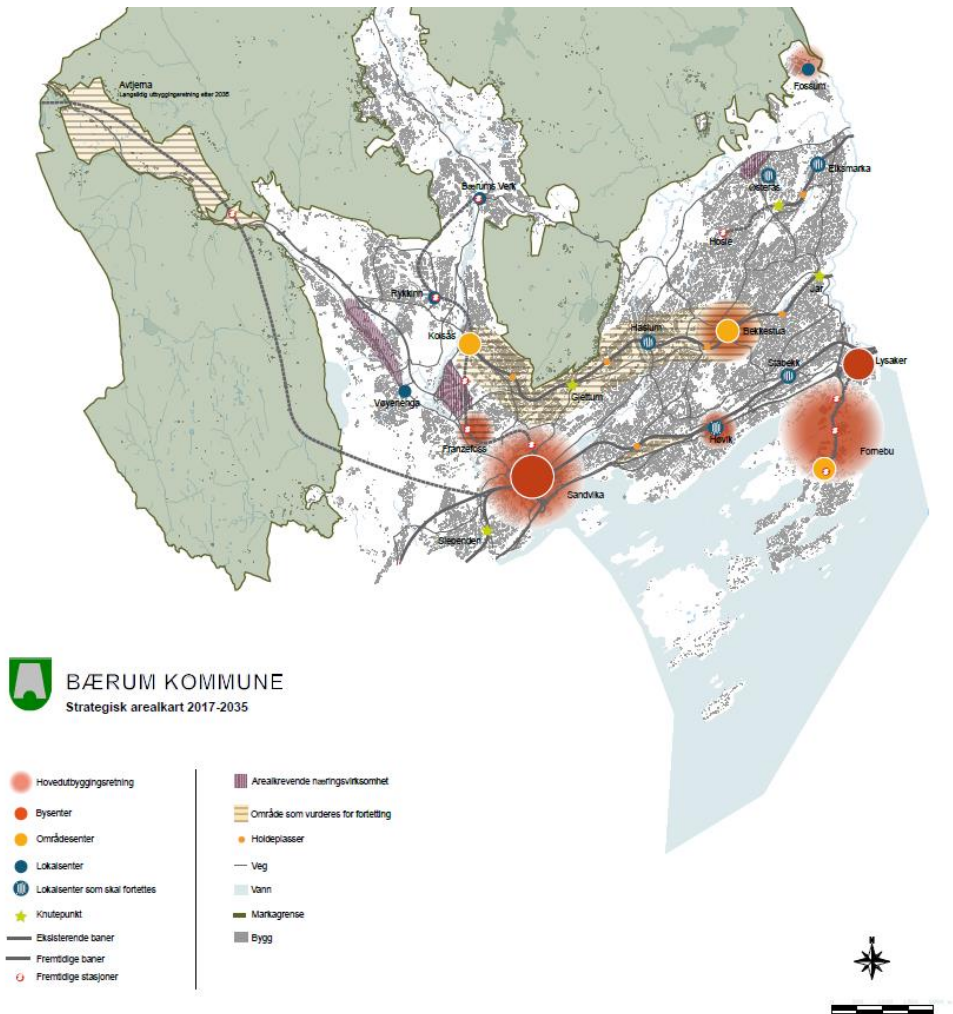 Avtjerna
Langsiktig utbyggingsretning etter 2035
Fossum
Eiksmarka
Østerås
Bærums Verk
Hosle
Rykkinn
Jar
Kolsås
Haslum
Bekkestua
Lysaker
Stabekk
Gjettum
Vøyenenga
Høvik
Franzefoss
Fornebu
Sandvika
Slependen
BÆRUM KOMMUNE
Strategisk arealkart 2017-2035
Hovedutbyggingsretning
Bysenter
Områdesenter
Lokalsenter
Lokalsenter som skal fortettes
Knutepunkt
Eksisterende baner
Fremtidige baner
Fremtidige stasjoner
Arealkrevende næringsvirksomhet
Område som vurderes for fortetting
Holdeplasser
Veg
Vann
Markagrense
Bygg
N